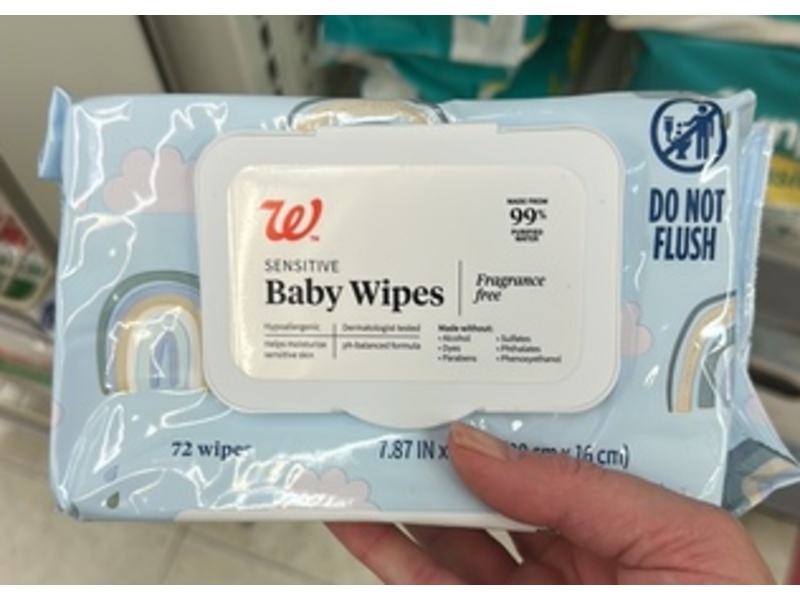 W™
MADE FROM
99%
PURIFIED
WATER
DO NOT
FLUSH
SENSITIVE
Baby Wipes
Fragrance
free
Hypoallergenic
Dermatologist tested
Helps moisturize
sensitive skin
pH-balanced formula
Made without:
• Alcohol
• Dyes
• Parabens
• Sulfates
• Phthalates
• Phenoxyethanol
72 wipes
7.87 IN x cm x 16 cm)